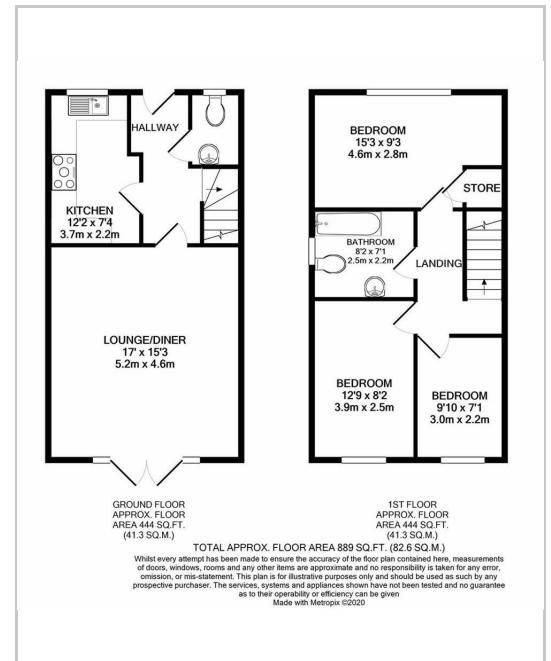 HALLWAY
KITCHEN
12'2 x 7'4
3.7m x 2.2m
LOUNGE/DINER
17' x 15'3
5.2m x 4.6m
GROUND FLOOR
APPROX. FLOOR
AREA 444 SQ.FT.
(41.3 SQ.M.)
BEDROOM
15'3 x 9'3
4.6m x 2.8m
STORE
BATHROOM
8'2 x 7'1
2.5m x 2.2m
LANDING
BEDROOM
12'9 x 8'2
3.9m x 2.5m
BEDROOM
9'10 x 7'1
3.0m x 2.2m
1ST FLOOR
APPROX. FLOOR
AREA 444 SQ.FT.
(41.3 SQ.M.)
TOTAL APPROX. FLOOR AREA 889 SQ.FT. (82.6 SQ.M.)
Whilst every attempt has been made to ensure the accuracy of the floor plan contained here, measurements
of doors, windows, rooms and any other items are approximate and no responsibility is taken for any error,
omission, or mis-statement. This plan is for illustrative purposes only and should be used as such by any
prospective purchaser. The services, systems and appliances shown have not been tested and no guarantee
as to their operability or efficiency can be given
Made with Metropix ©2020